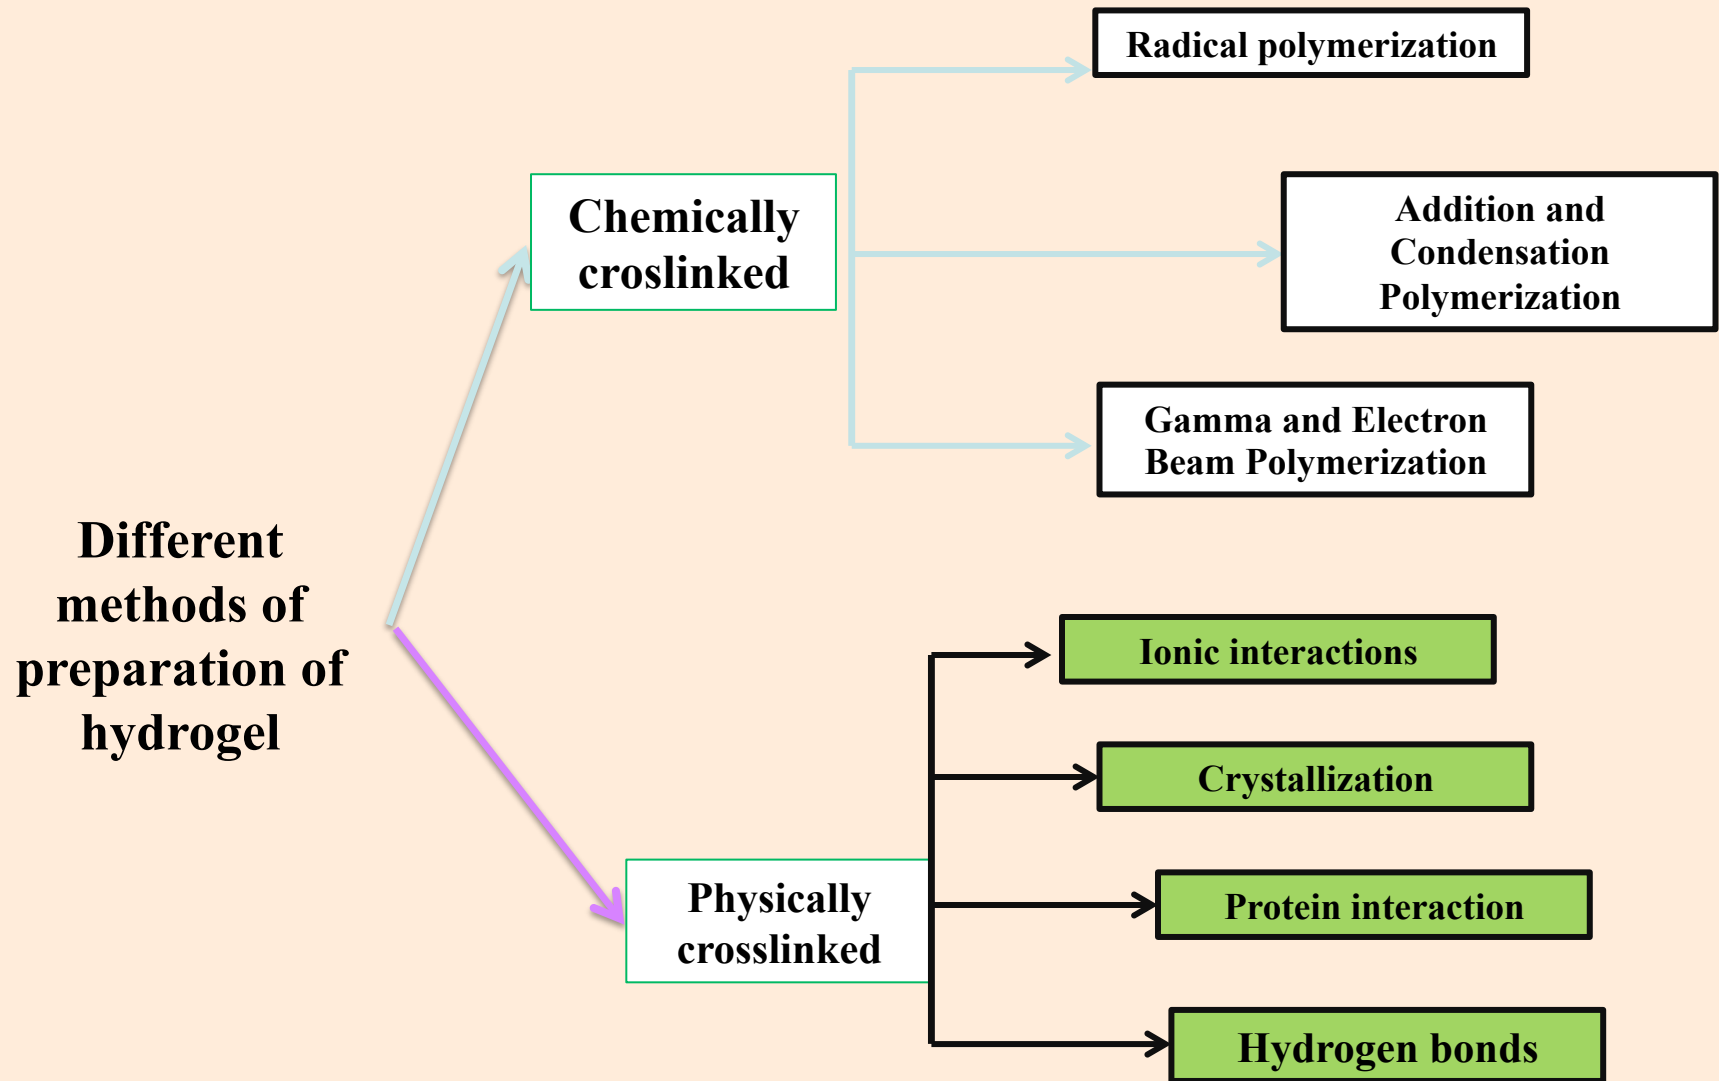 Different
methods of
preparation of
hydrogel
Chemically
croslinked
Radical polymerization
Addition and
Condensation
Polymerization
Gamma and Electron
Beam Polymerization
Physically
crosslinked
Ionic interactions
Crystallization
Protein interaction
Hydrogen bonds